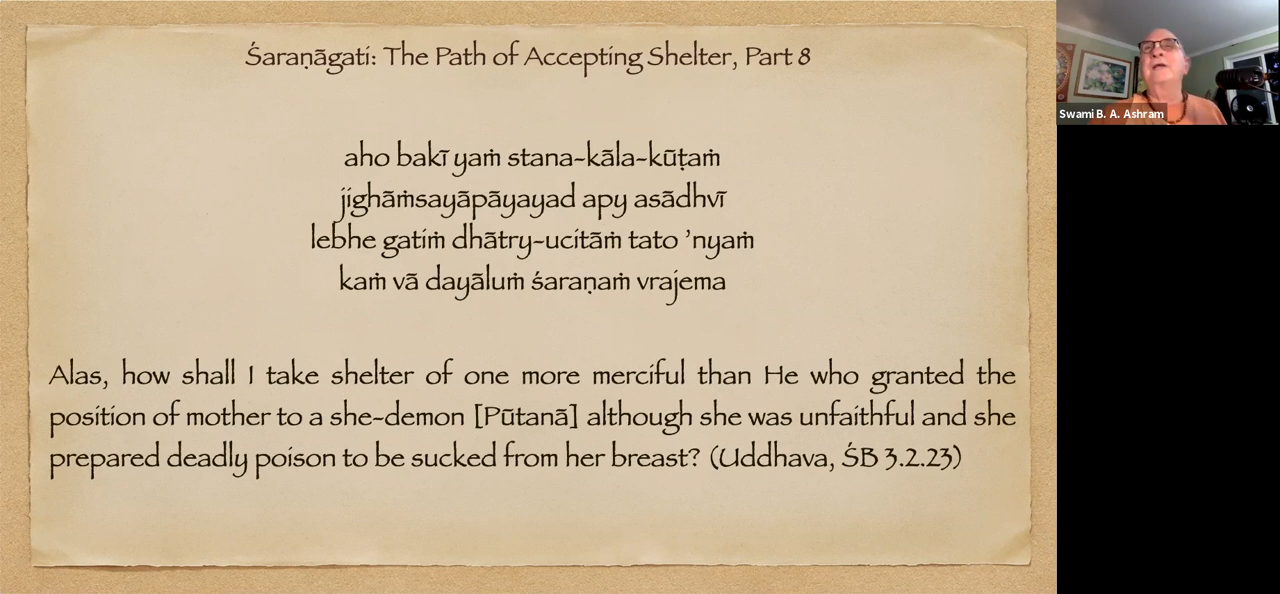 Śaraṇāgati: The Path of Accepting Shelter, Part 8
aho bakī yaṁ stana-kāla-kūṭaṁ
jighāṁsayāpāyayad apy asādhvī
lebhe gatiṁ dhātry-ucitāṁ tato ’nyaṁ
kaṁ vā dayāluṁ śaraṇaṁ vrajema
Alas, how shall I take shelter of one more merciful than He who granted the
position of mother to a she-demon [Pūtanā] although she was unfaithful and she
prepared deadly poison to be sucked from her breast? (Uddhava, ŚB 3.2.23)
Swami B. A. Ashram